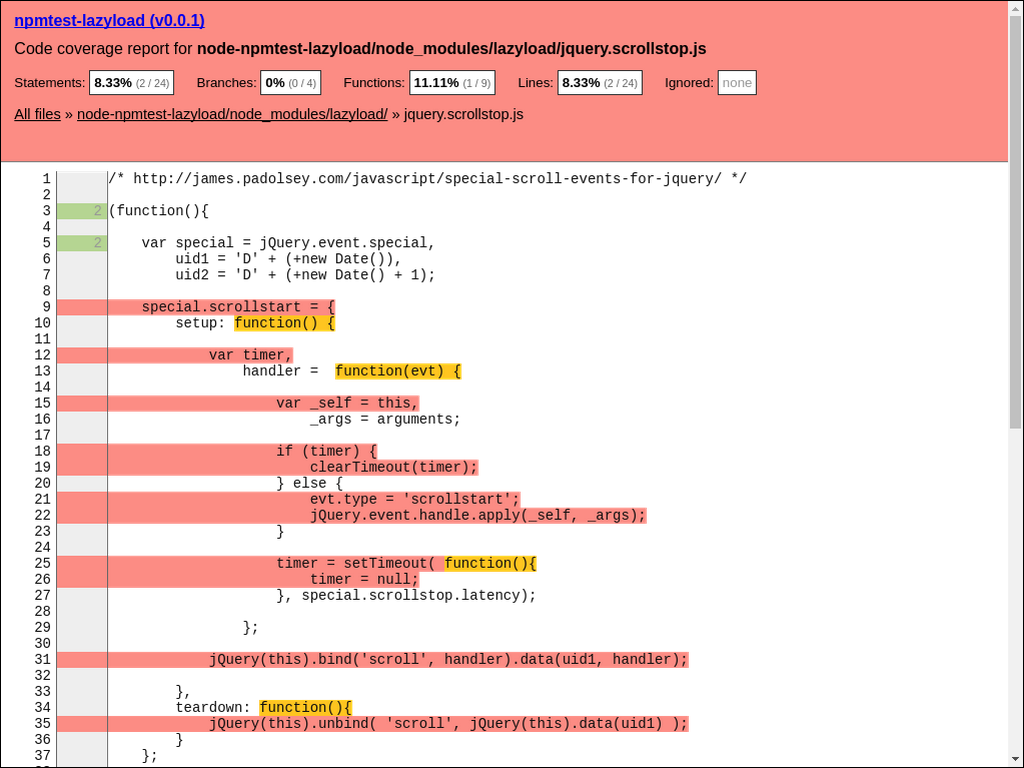 npmtest-lazyload (v0.0.1)
Code coverage report for node-npmtest-lazyload/node_modules/lazyload/jquery.scrollstop.js
Statements: 8.33% (2 / 24) Branches: 0% (0 / 4) Functions: 11.11% (1 / 9) Lines: 8.33% (2 / 24) Ignored: none
All files » node-npmtest-lazyload/node_modules/lazyload/ » jquery.scrollstop.js
1 /* http://james.padolsey.com/javascript/special-scroll-events-for-jquery/ */
2
3 2 (function(){
4
5 2 var special = jQuery.event.special,
6 uid1 = 'D' + (+new Date()),
7 uid2 = 'D' + (+new Date() + 1);
8
9 special.scrollstart = {
10 setup: function() {
11
12 var timer,
13 handler =  function(evt) {
14
15 var _self = this,
16 _args = arguments;
17
18 if (timer) {
19 clearTimeout(timer);
20 } else {
21 evt.type = 'scrollstart';
22 jQuery.event.handle.apply(_self, _args);
23 }
24
25 timer = setTimeout( function(){
26 timer = null;
27 }, special.scrollstop.latency);
28
29 };
30
31 jQuery(this).bind('scroll', handler).data(uid1, handler);
32
33 },
34 teardown: function(){
35 jQuery(this).unbind( 'scroll', jQuery(this).data(uid1) );
36 }
37 };